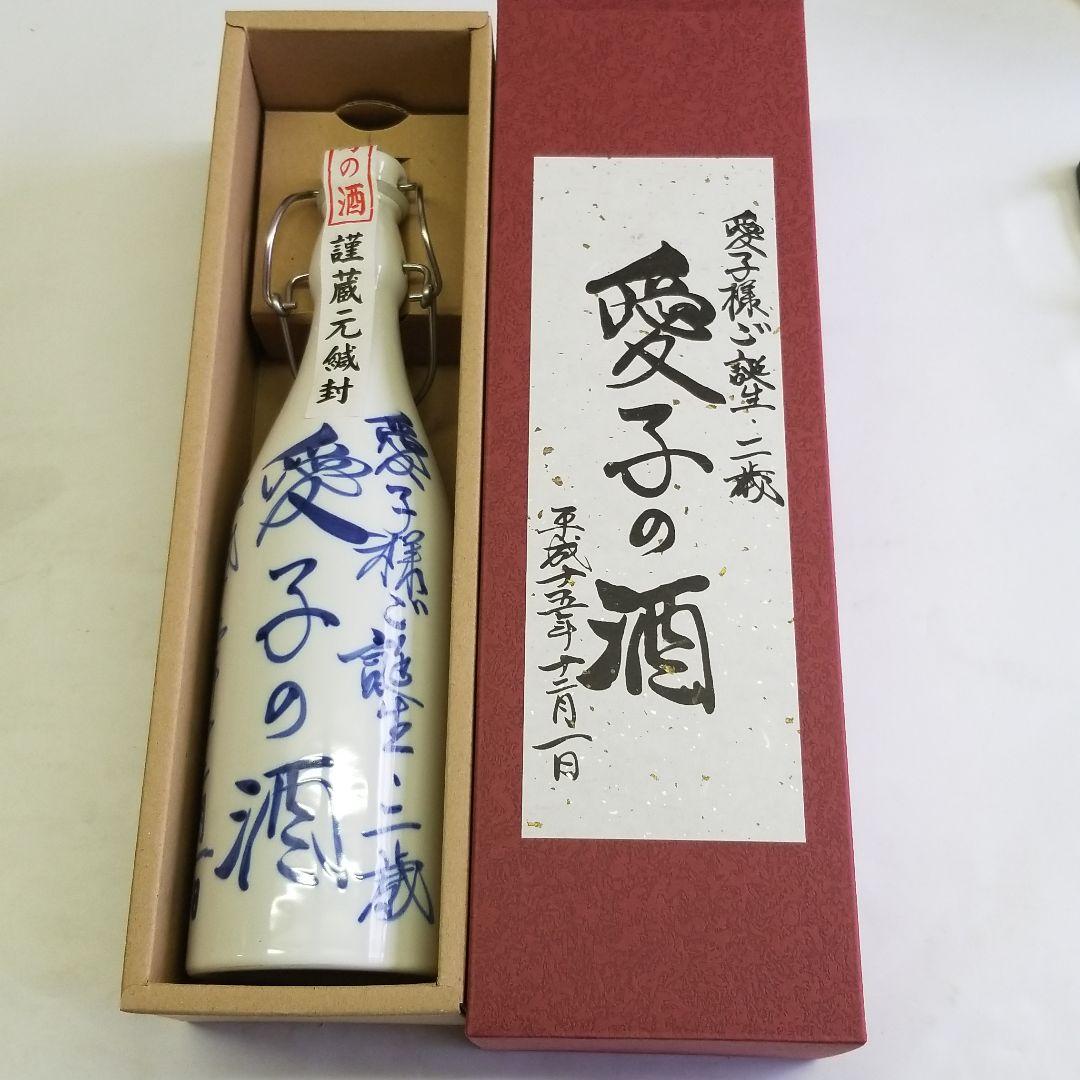 の酒
謹蔵元緘封
愛子様ご誕生・二歳
愛子の酒
愛子様ご誕生・二歳
愛子の酒
平成十五年十二月一日